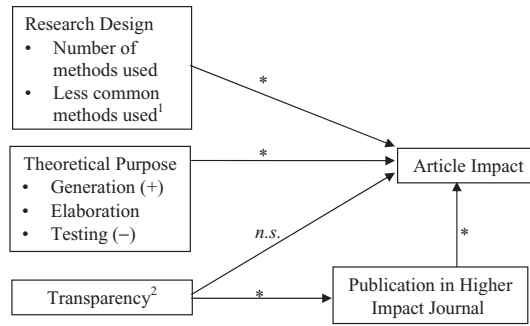 Research Design
• Number of
methods used
• Less common
methods used¹
*
Theoretical Purpose
• Generation (+)
• Elaboration
• Testing (−)
*
Article Impact
n.s.
*
Transparency²
*
Publication in Higher
Impact Journal